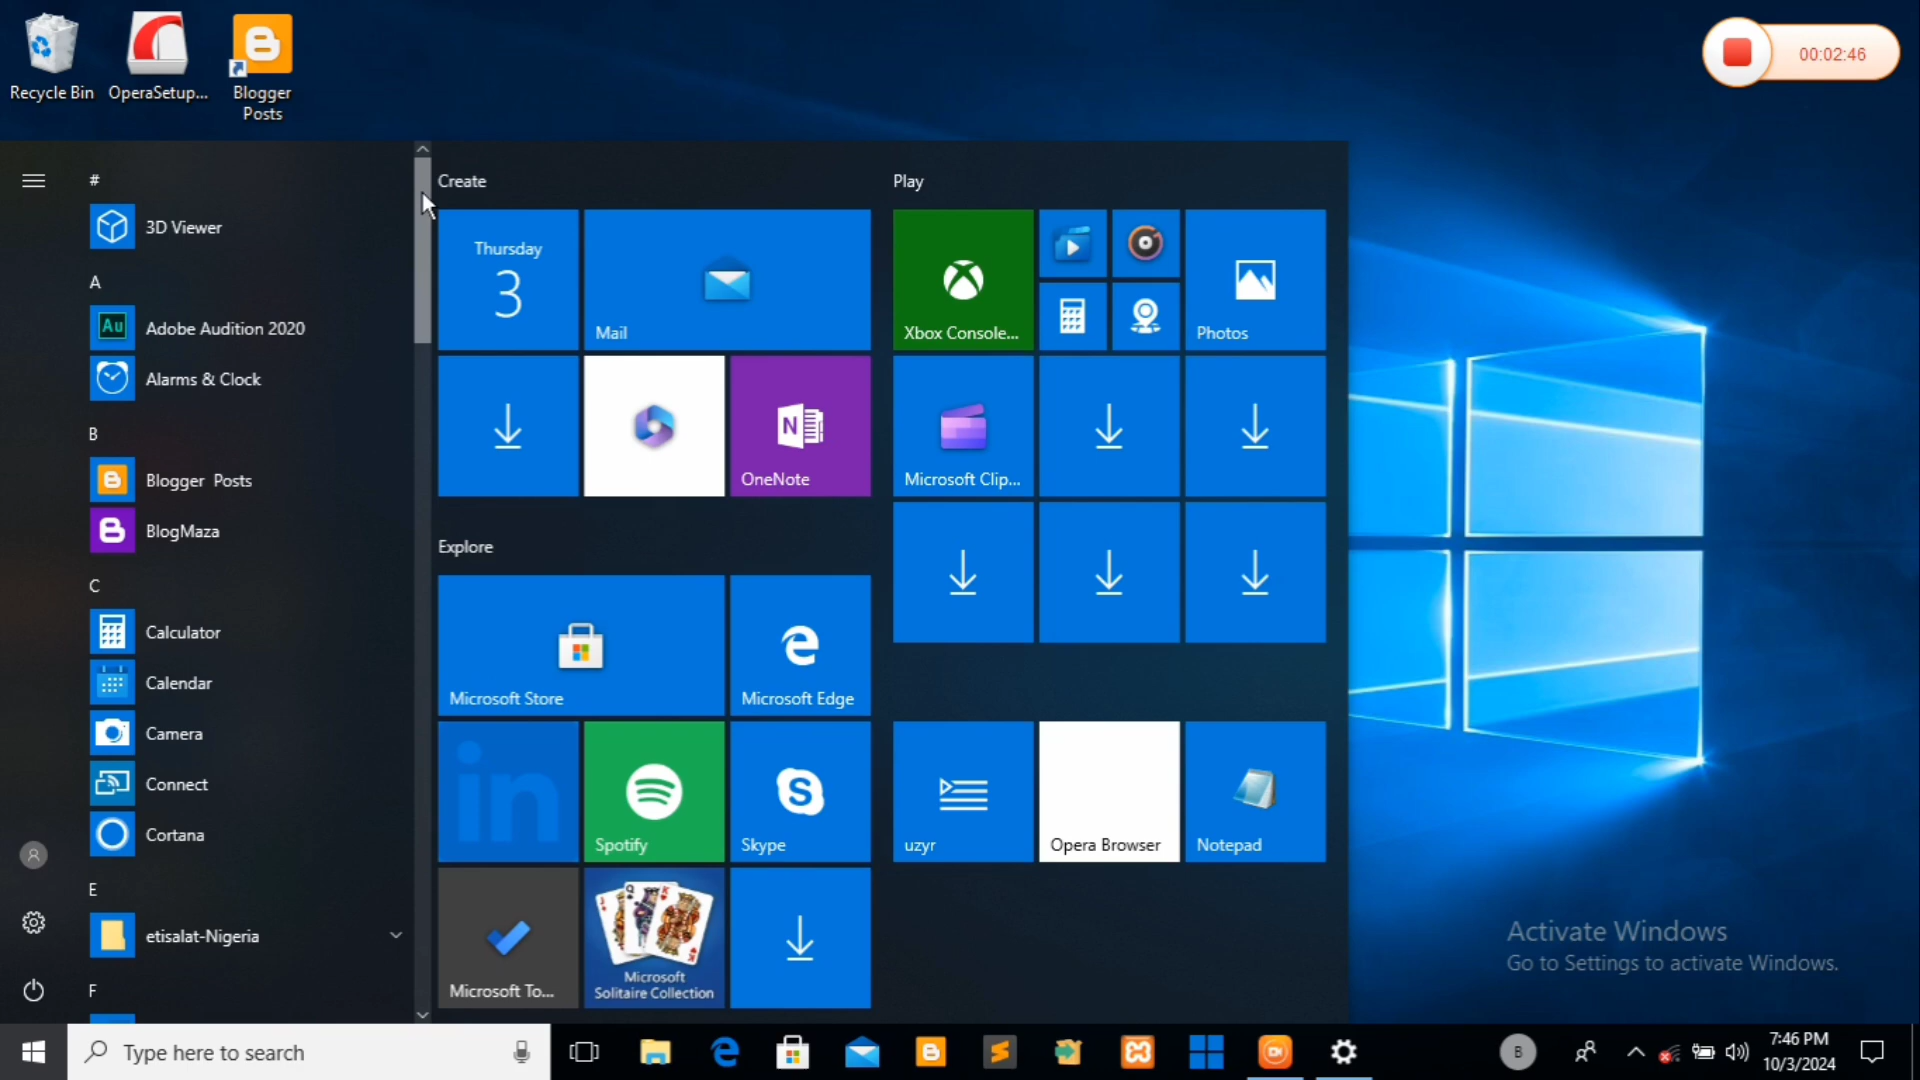 Recycle Bin
OperaSetup...
Blogger
Posts
00:02:46
#
3D Viewer
A
Au
Adobe Audition 2020
Alarms & Clock
B
Blogger Posts
BlogMaza
C
Calculator
Calendar
Camera
Connect
Cortana
E
etisalat-Nigeria
F
Create
Thursday
3
Mail
N
OneNote
Explore
Microsoft Store
Microsoft Edge
in
Spotify
S
Skype
Microsoft To...
J
Q
K
Microsoft
Solitaire Collection
Play
Xbox Console...
Photos
Microsoft Clip...
uzyr
Opera Browser
Notepad
Activate Windows
Go to Settings to activate Windows.
Type here to search
B
7:46 PM
10/3/2024